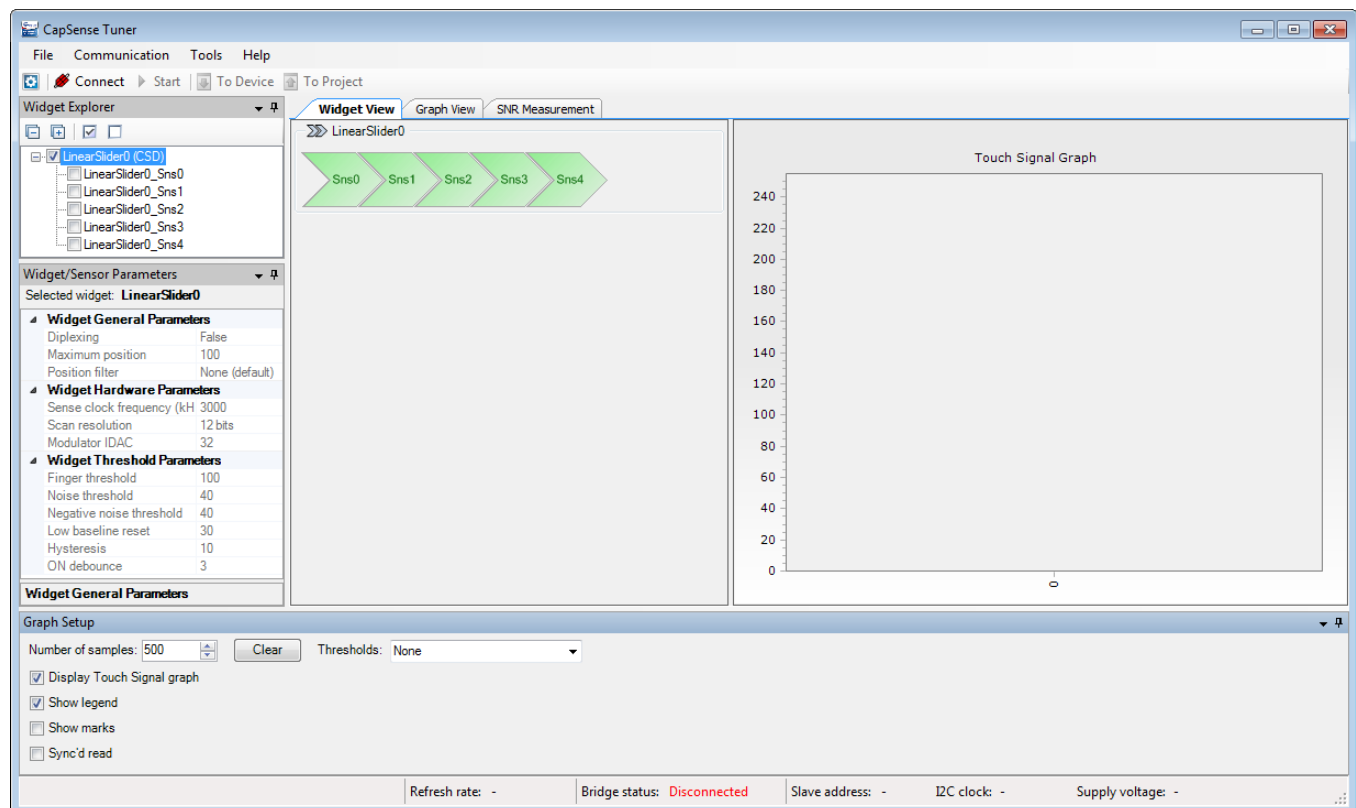 CapSense Tuner
File Communication Tools Help
Connect Start To Device To Project
Widget Explorer
LinearSlider0 (CSD)
LinearSlider0_Sns0
LinearSlider0_Sns1
LinearSlider0_Sns2
LinearSlider0_Sns3
LinearSlider0_Sns4
Widget/Sensor Parameters
Selected widget: LinearSlider0
Widget General Parameters
Diplexing False
Maximum position 100
Position filter None (default)
Widget Hardware Parameters
Sense clock frequency (kH 3000
Scan resolution 12 bits
Modulator IDAC 32
Widget Threshold Parameters
Finger threshold 100
Noise threshold 40
Negative noise threshold 40
Low baseline reset 30
Hysteresis 10
ON debounce 3
Widget General Parameters
Widget View Graph View SNR Measurement
LinearSlider0
Sns0 Sns1 Sns2 Sns3 Sns4
Touch Signal Graph
240
220
200
180
160
140
120
100
80
60
40
20
0
0
Graph Setup
Number of samples: 500 Clear Thresholds: None
Display Touch Signal graph
Show legend
Show marks
Sync'd read
Refresh rate: - Bridge status: Disconnected Slave address: - I2C clock: - Supply voltage: -